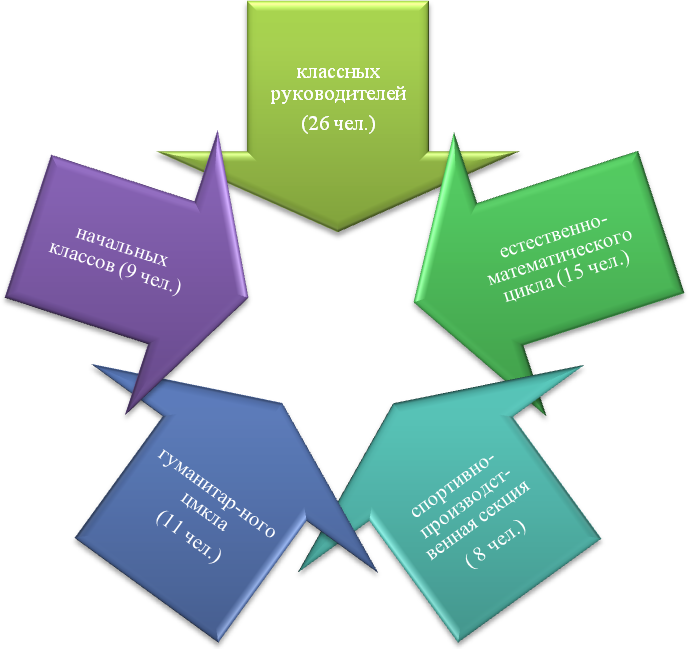 классных
руководителей
(26 чел.)
естественно-
математического
цикла (15 чел.)
спортивно-
производст-
венная секция
( 8 чел.)
гуманитар-ного
цмкла
(11 чел.)
начальных
классов (9 чел.)